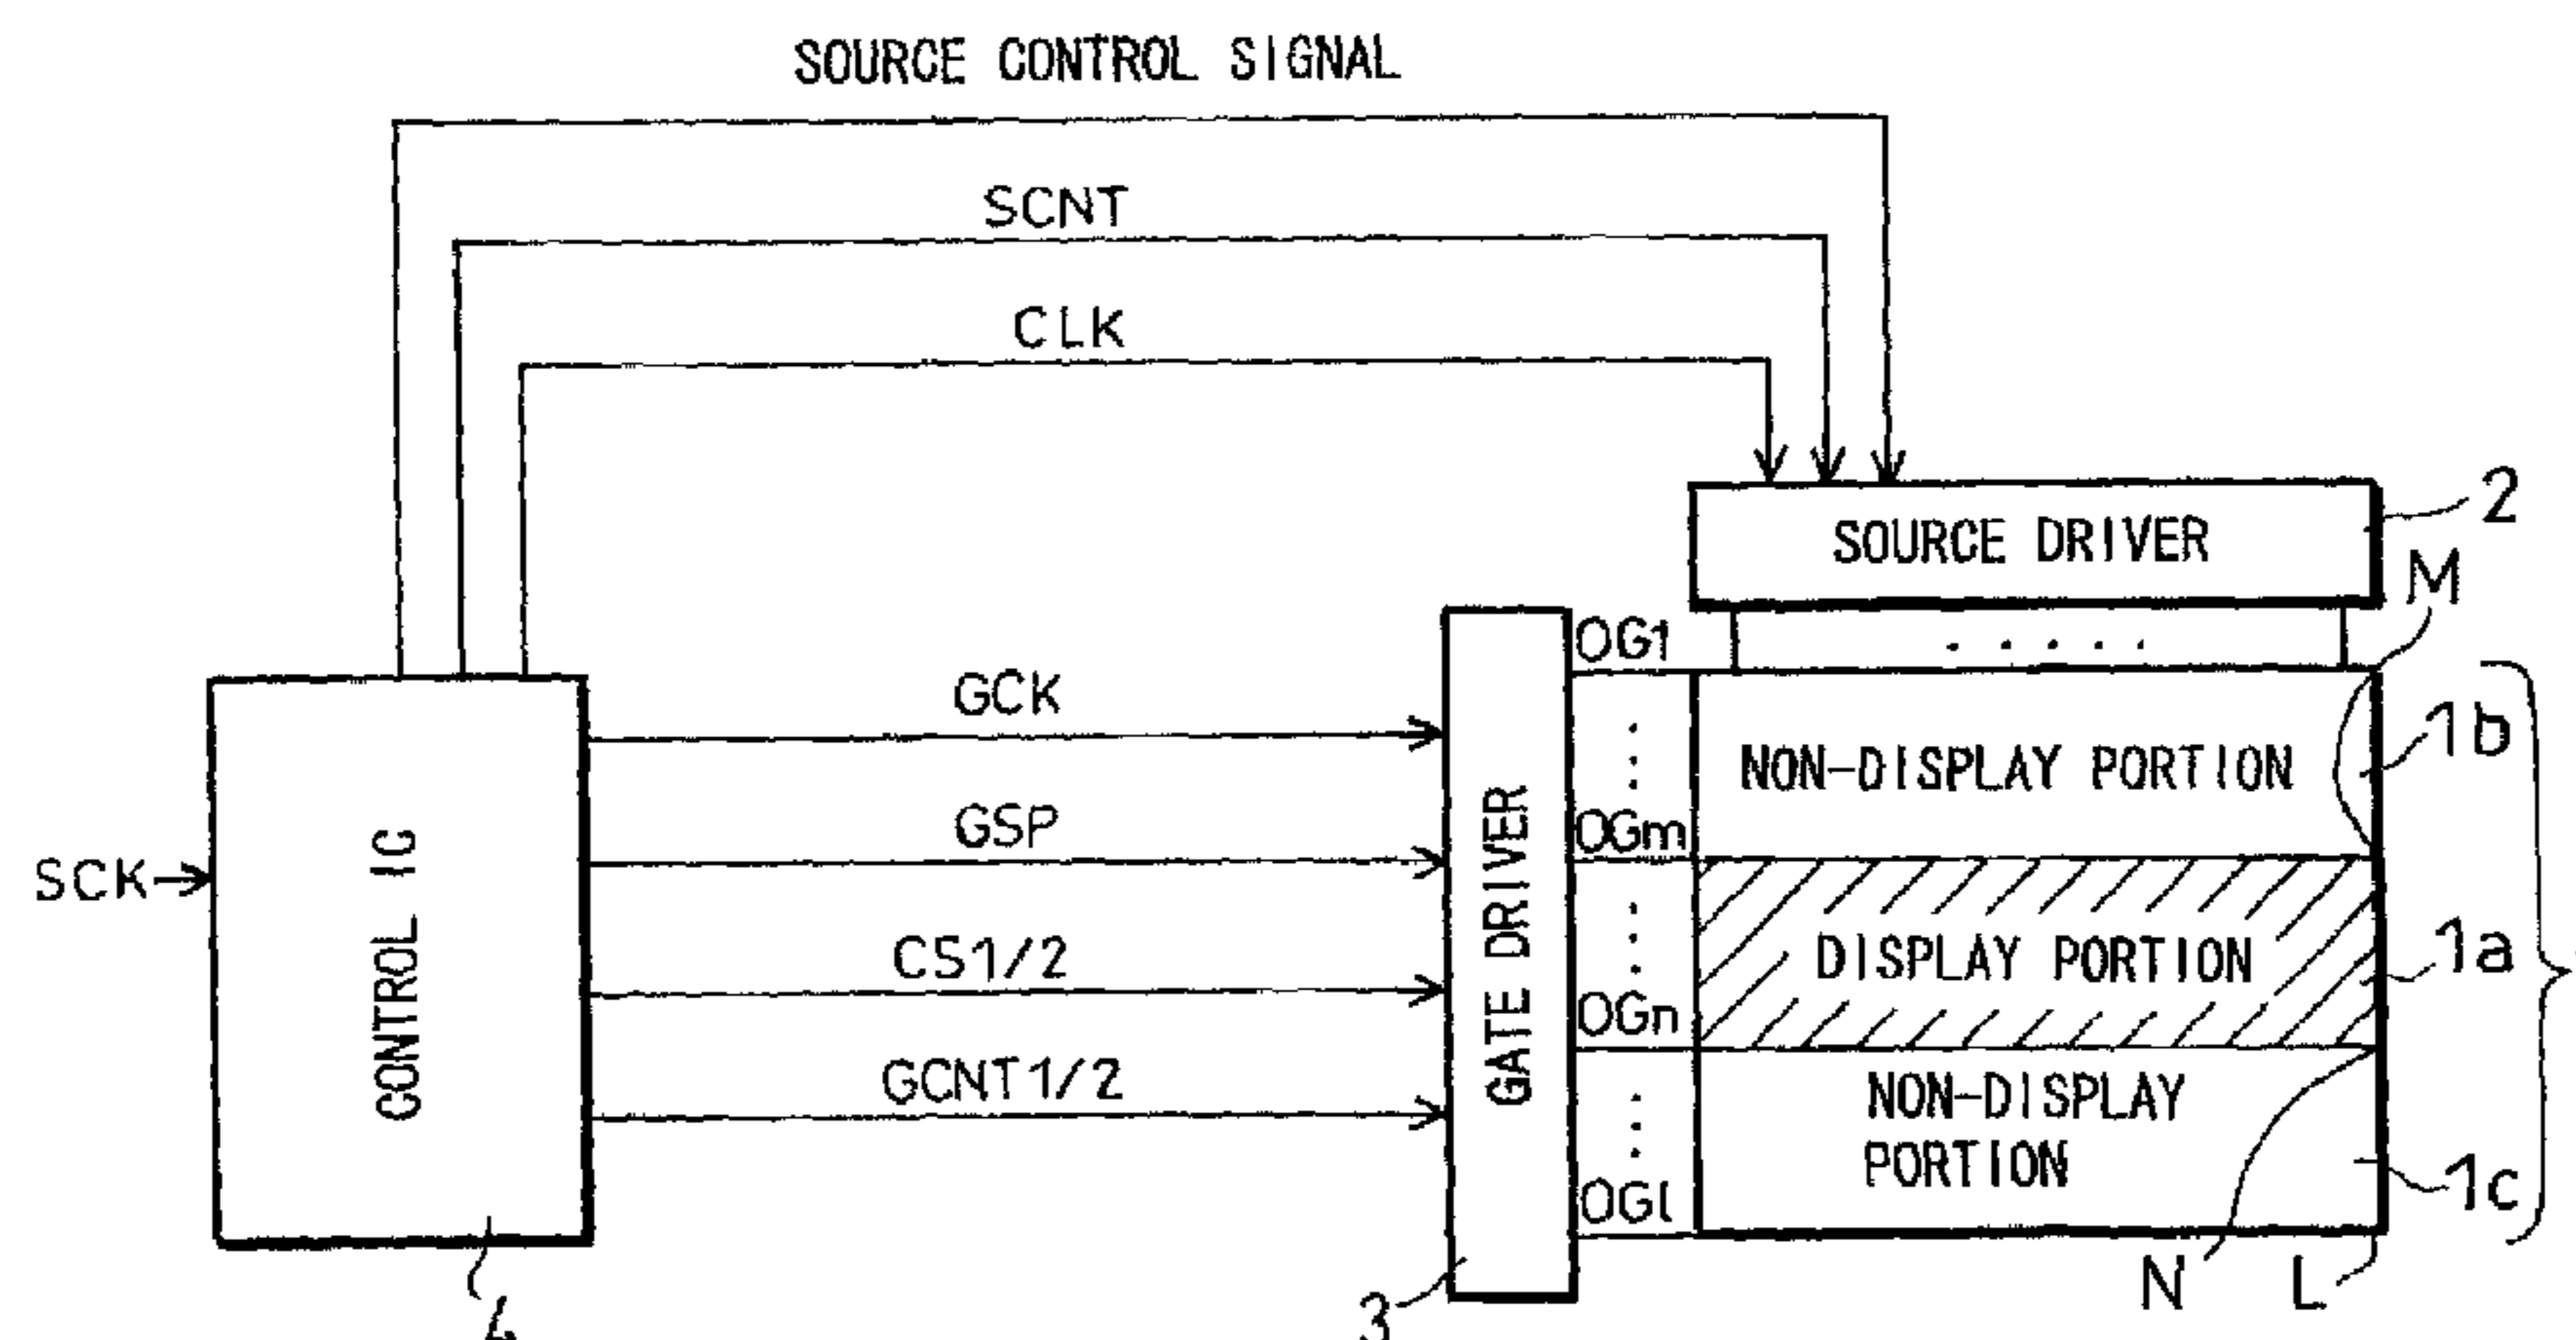 SOURCE CONTROL SIGNAL
SCNT
CLK
SOURCE DRIVER
2
M
OG1
GCK
NON-DISPLAY PORTION
1b
GSP
OGm
SCK
CONTROL IC
GATE DRIVER
CS1/2
DISPLAY PORTION
1a
OGn
GCNT1/2
NON-DISPLAY
PORTION
1c
OGl
N
L
4
3